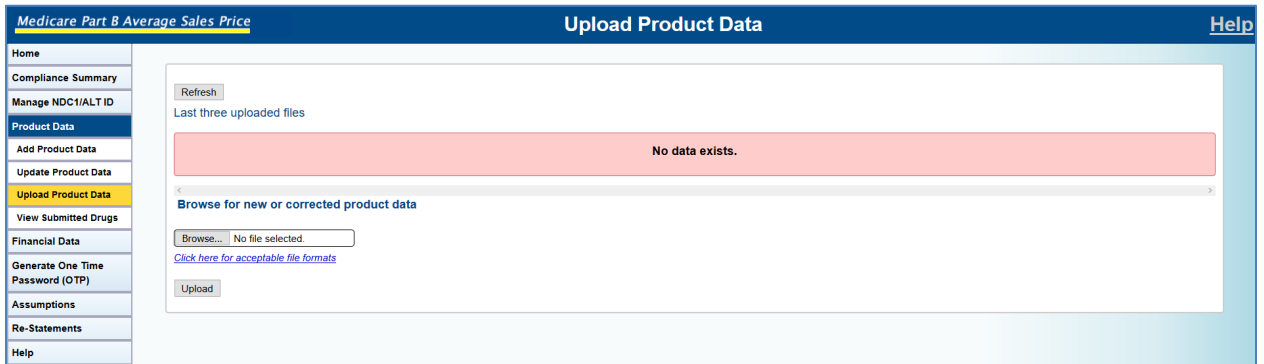 Medicare Part B Average Sales Price
Upload Product Data
Help
Home
Compliance Summary
Manage NDC1/ALT ID
Product Data
Add Product Data
Update Product Data
Upload Product Data
View Submitted Drugs
Financial Data
Generate One Time
Password (OTP)
Assumptions
Re-Statements
Help
Refresh
Last three uploaded files
No data exists.
Browse for new or corrected product data
Browse... No file selected.
Click here for acceptable file formats
Upload